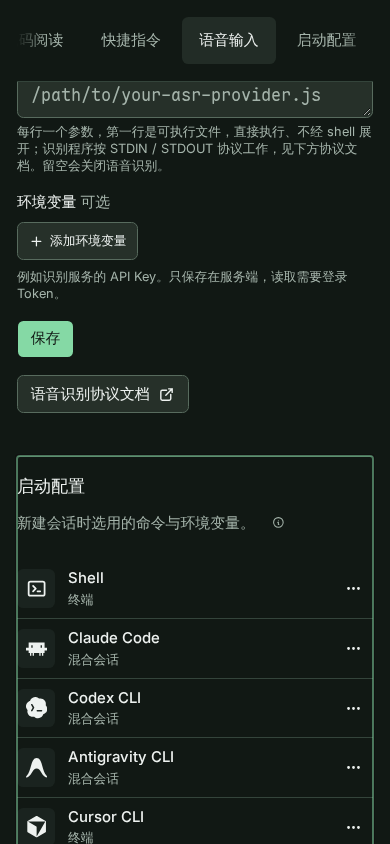 码阅读 快捷指令 语音输入 启动配置
/path/to/your-asr-provider.js
每行一个参数，第一行是可执行文件，直接执行、不经 shell 展
开；识别程序按 STDIN / STDOUT 协议工作，见下方协议文
档。留空会关闭语音识别。
环境变量 可选
添加环境变量
例如识别服务的 API Key。只保存在服务端，读取需要登录
Token。
保存
语音识别协议文档
启动配置
新建会话时选用的命令与环境变量。
Shell
终端
Claude Code
混合会话
Codex CLI
混合会话
Antigravity CLI
混合会话
Cursor CLI
终端